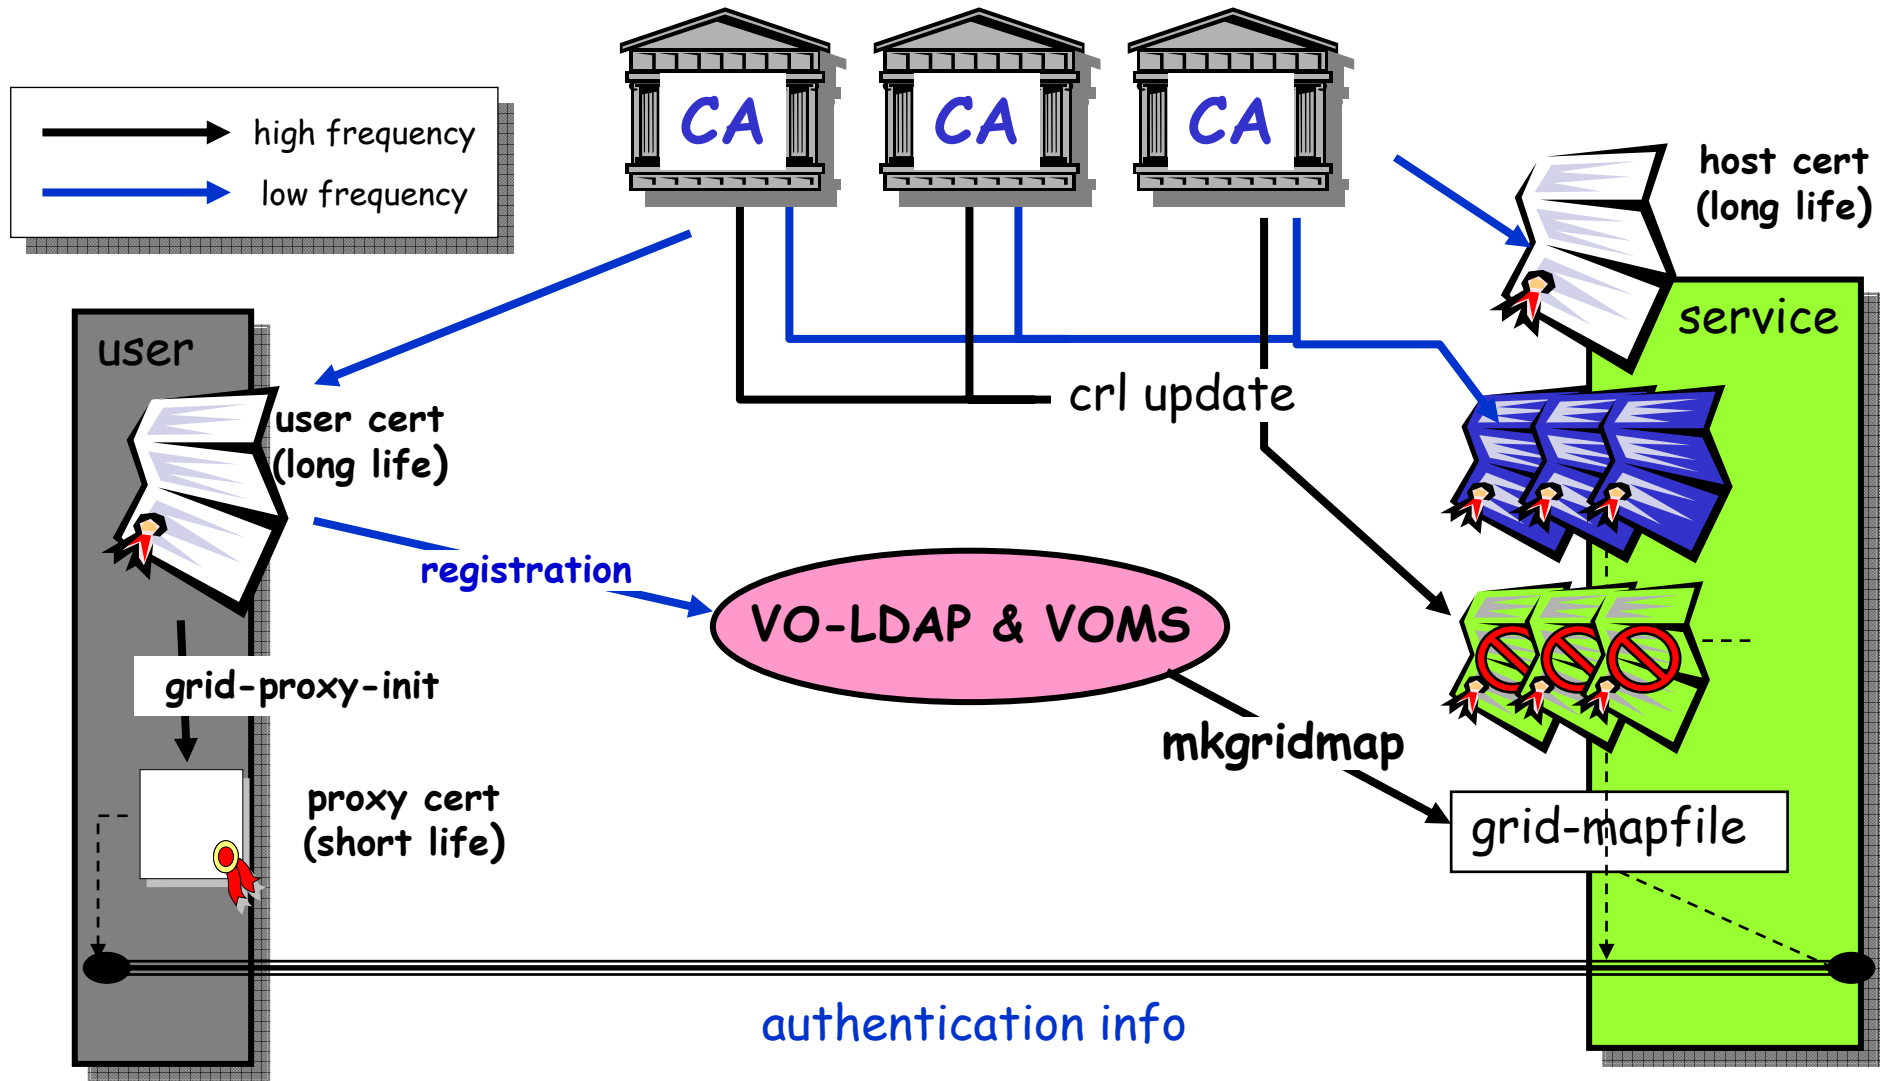 CA CA CA
high frequency
low frequency
host cert
(long life)
service
user
crl update
user cert
(long life)
registration
VO-LDAP & VOMS
grid-proxy-init
mkgridmap
proxy cert
(short life)
grid-mapfile
authentication info